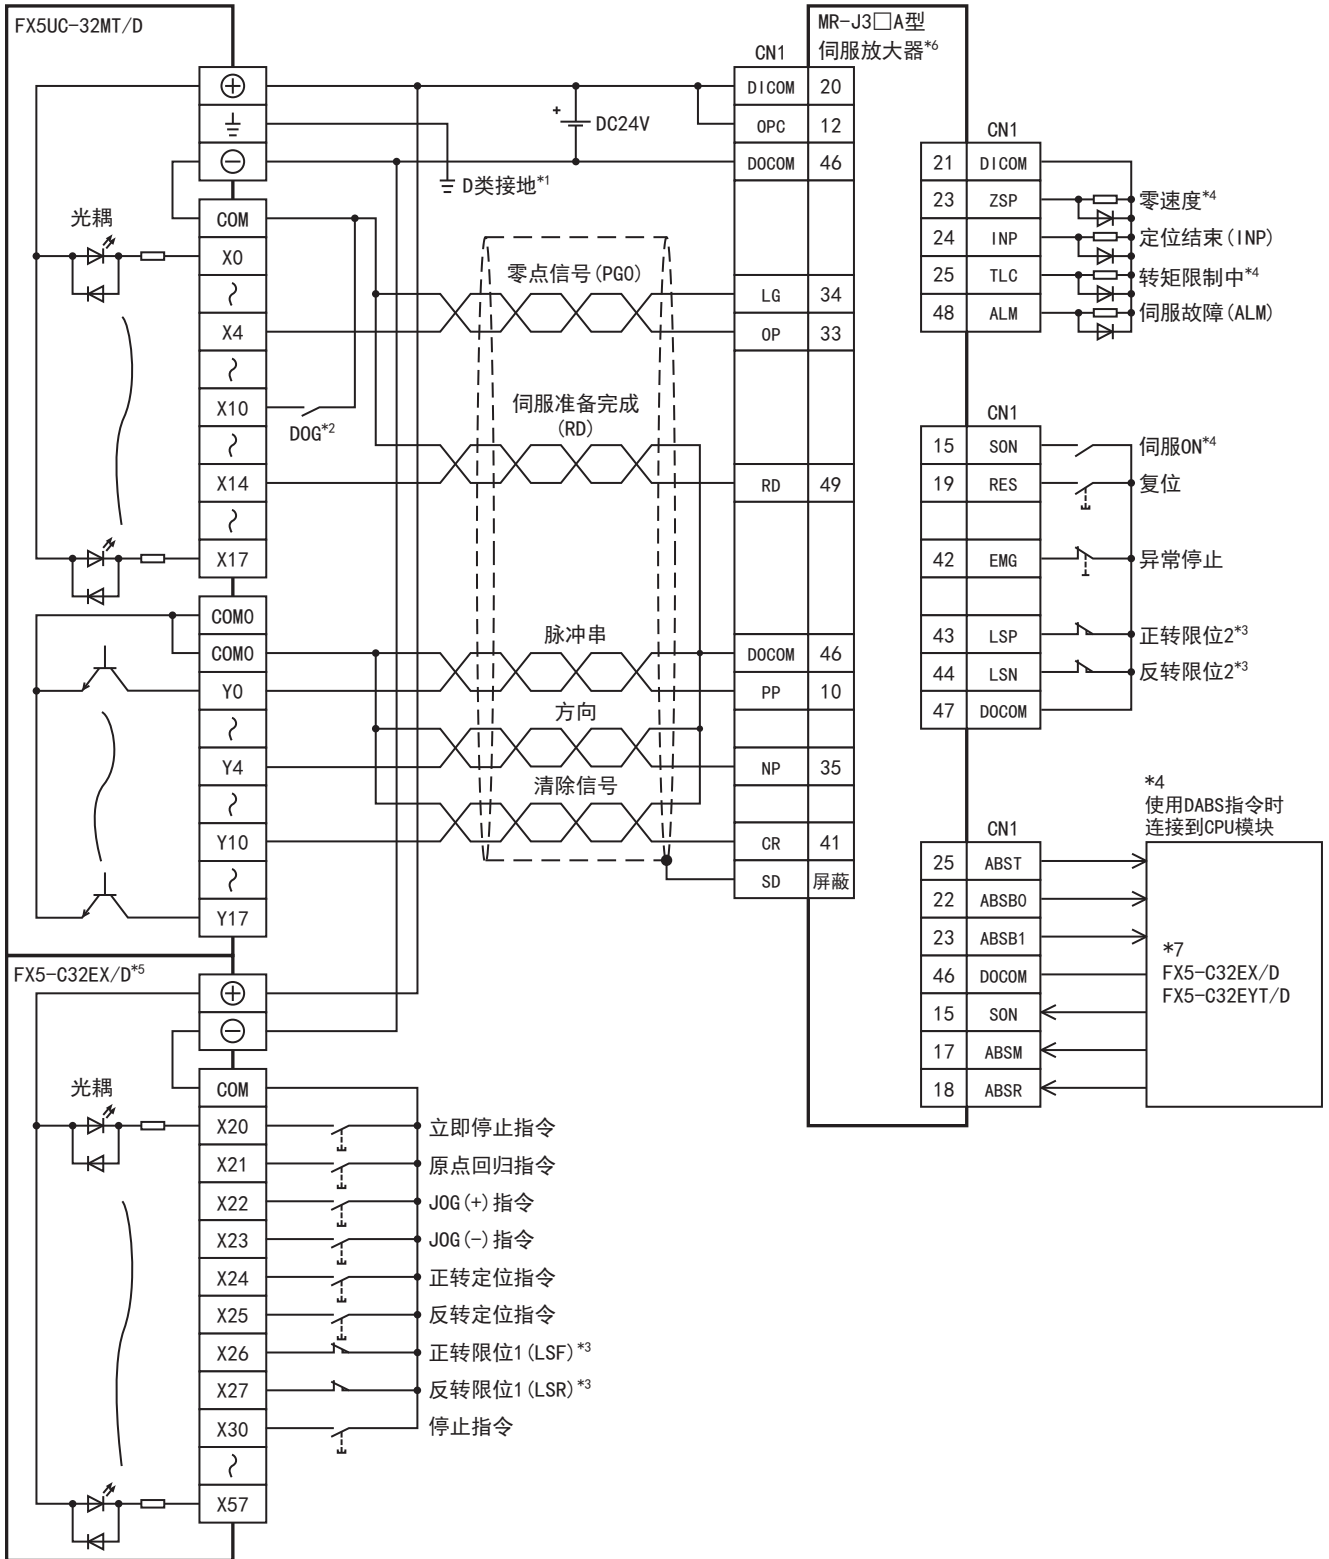 FX5UC-32MT/D
MR-J3□A型
伺服放大器*6
CN1
DICOM 20
OPC 12
DOCOM 46
DC24V
+
D类接地*1
光耦
COM
X0
X4
X10
X14
X17
DOG*2
零点信号(PG0)
LG 34
OP 33
伺服准备完成
(RD)
RD 49
COM0
COM0
Y0
Y4
Y10
Y17
脉冲串
DOCOM 46
PP 10
方向
NP 35
清除信号
CR 41
SD 屏蔽
CN1
21 DICOM
23 ZSP 零速度*4
24 INP 定位结束(INP)
25 TLC 转矩限制中*4
48 ALM 伺服故障(ALM)
CN1
15 SON 伺服ON*4
19 RES 复位
42 EMG 异常停止
43 LSP 正转限位2*3
44 LSN 反转限位2*3
47 DOCOM
*4
使用DABS指令时
连接到CPU模块
CN1
25 ABST
22 ABSB0
23 ABSB1
46 DOCOM
15 SON
17 ABSM
18 ABSR
*7
FX5-C32EX/D
FX5-C32EYT/D
FX5-C32EX/D*5
光耦
COM
X20 立即停止指令
X21 原点回归指令
X22 JOG(+)指令
X23 JOG(-)指令
X24 正转定位指令
X25 反转定位指令
X26 正转限位1(LSF)*3
X27 反转限位1(LSR)*3
X30 停止指令
X57